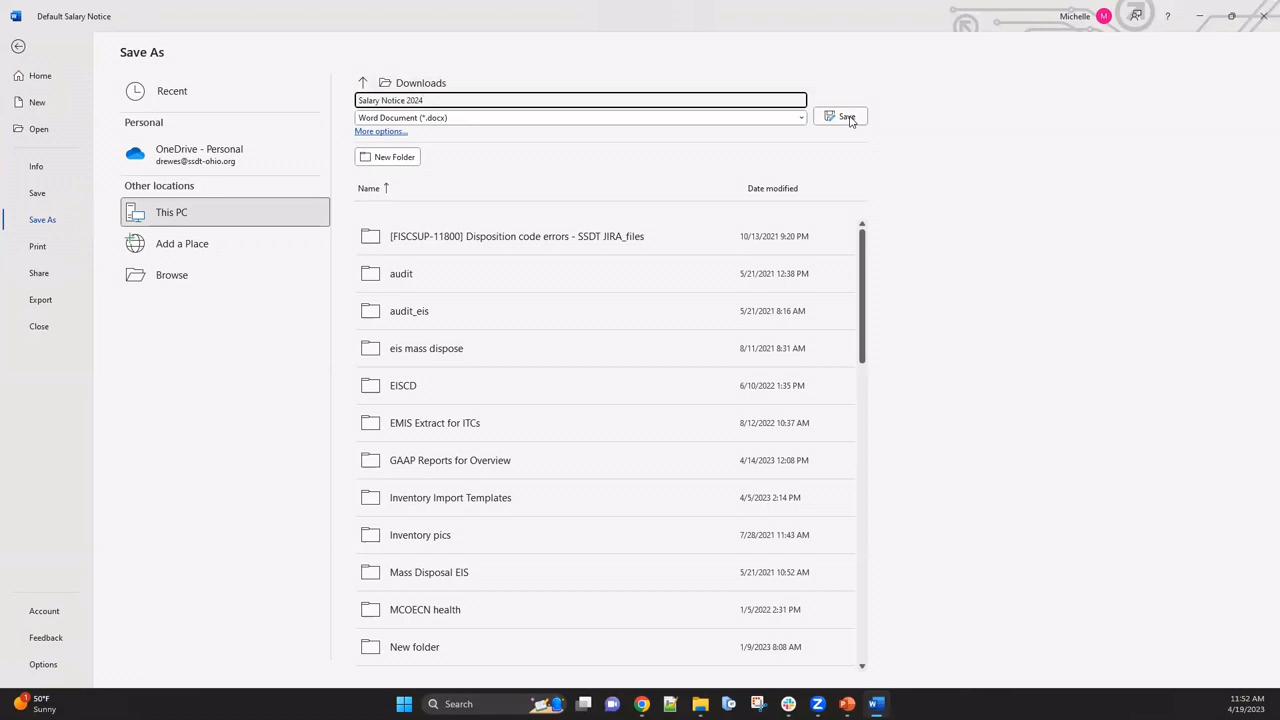 Default Salary Notice
Michelle M ?
Save As
Home
New
Open
Info
Save
Save As
Print
Share
Export
Close
Account
Feedback
Options
Recent
Personal
OneDrive - Personal
drewes@ssdt-ohio.org
Other locations
This PC
Add a Place
Browse
Downloads
Salary Notice 2024
Word Document (*.docx)
Save
More options...
New Folder
Name Date modified
[FISCSUP-11800] Disposition code errors - SSDT JIRA_files 10/13/2021 9:20 PM
audit 5/21/2021 12:38 PM
audit_eis 5/21/2021 8:16 AM
eis mass dispose 8/11/2021 8:31 AM
EISCD 6/10/2022 1:35 PM
EMIS Extract for ITCs 8/12/2022 10:37 AM
GAAP Reports for Overview 4/14/2023 12:08 PM
Inventory Import Templates 4/5/2023 2:14 PM
Inventory pics 7/28/2021 11:43 AM
Mass Disposal EIS 5/21/2021 10:52 AM
MCOECN health 1/5/2022 2:31 PM
New folder 1/9/2023 8:08 AM
1
50°F
Sunny
Search
11:52 AM
4/19/2023